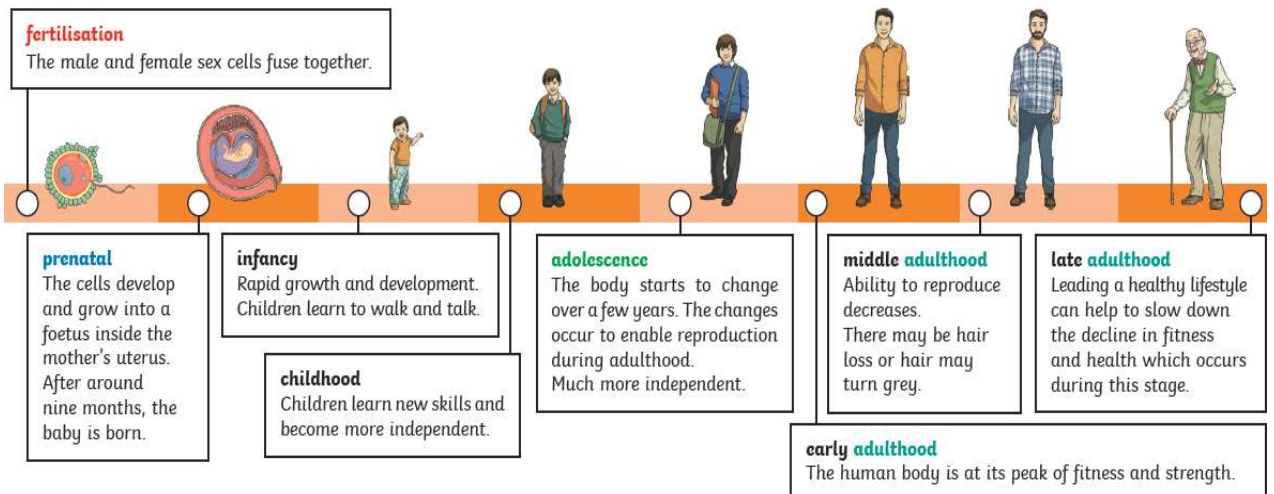 fertilisation
The male and female sex cells fuse together.
prenatal
The cells develop
and grow into a
foetus inside the
mother's uterus.
After around
nine months, the
baby is born.
infancy
Rapid growth and development.
Children learn to walk and talk.
childhood
Children learn new skills and
become more independent.
adolescence
The body starts to change
over a few years. The changes
occur to enable reproduction
during adulthood.
Much more independent.
early adulthood
The human body is at its peak of fitness and strength.
middle adulthood
Ability to reproduce
decreases.
There may be hair
loss or hair may
turn grey.
late adulthood
Leading a healthy lifestyle
can help to slow down
the decline in fitness
and health which occurs
during this stage.